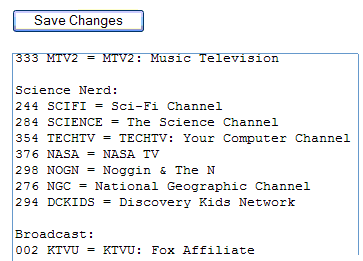 Save Changes
333 MTV2 = MTV2: Music Television
Science Nerd:
244 SCIFI = Sci-Fi Channel
284 SCIENCE = The Science Channel
354 TECHTV = TECHTV: Your Computer Channel
376 NASA = NASA TV
298 NOGN = Noggin & The N
276 NGC = National Geographic Channel
294 DCKIDS = Discovery Kids Network
Broadcast:
002 KTVU = KTVU: Fox Affiliate